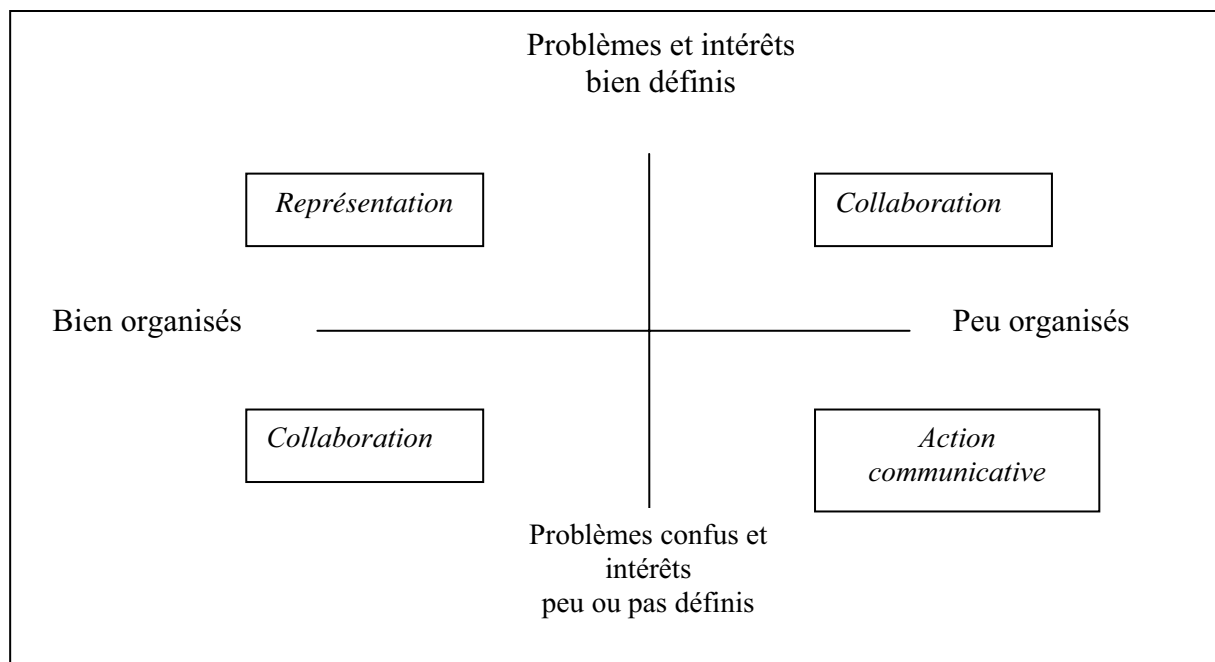 Problèmes et intérêts
bien définis
Représentation
Collaboration
Bien organisés
Peu organisés
Collaboration
Action
communicative
Problèmes confus et
intérêts
peu ou pas définis